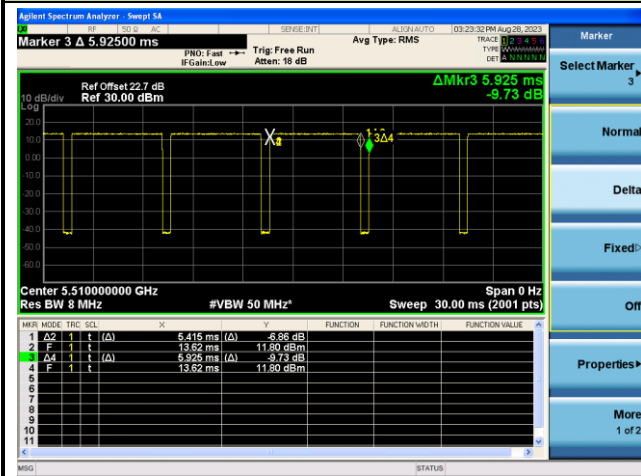 Agilent Spectrum Analyzer - Swept SA
RF 50 Ω AC SENSE:INT ALIGN AUTO 03:23:32 PM Aug 28, 2023
Marker 3 Δ 5.92500 ms
PNO: Fast
IFGain:Low
Trig: Free Run
Atten: 18 dB
Avg Type: RMS
TRACE 1 2 3 4 5 6
TYPE
DET A N N N N N
Ref Offset 22.7 dB
10 dB/div Ref 30.00 dBm
Log
ΔMkr3 5.925 ms
-9.73 dB
20.0
10.0
0.00
-10.0
-20.0
-30.0
-40.0
-50.0
-60.0
3Δ4
Center 5.510000000 GHz Span 0 Hz
Res BW 8 MHz #VBW 50 MHz* Sweep 30.00 ms (2001 pts)
MKR MODE TRC SCL X Y FUNCTION FUNCTION WIDTH FUNCTION VALUE
1 Δ2 1 t (Δ) 5.415 ms (Δ) -6.86 dB
2 F 1 t 13.62 ms 11.80 dBm
3 Δ4 1 t (Δ) 5.925 ms (Δ) -9.73 dB
4 F 1 t 13.62 ms 11.80 dBm
5
6
7
8
9
10
11
MSG STATUS
Marker
Select Marker
3
Normal
Delta
Fixed
Off
Properties
More
1 of 2